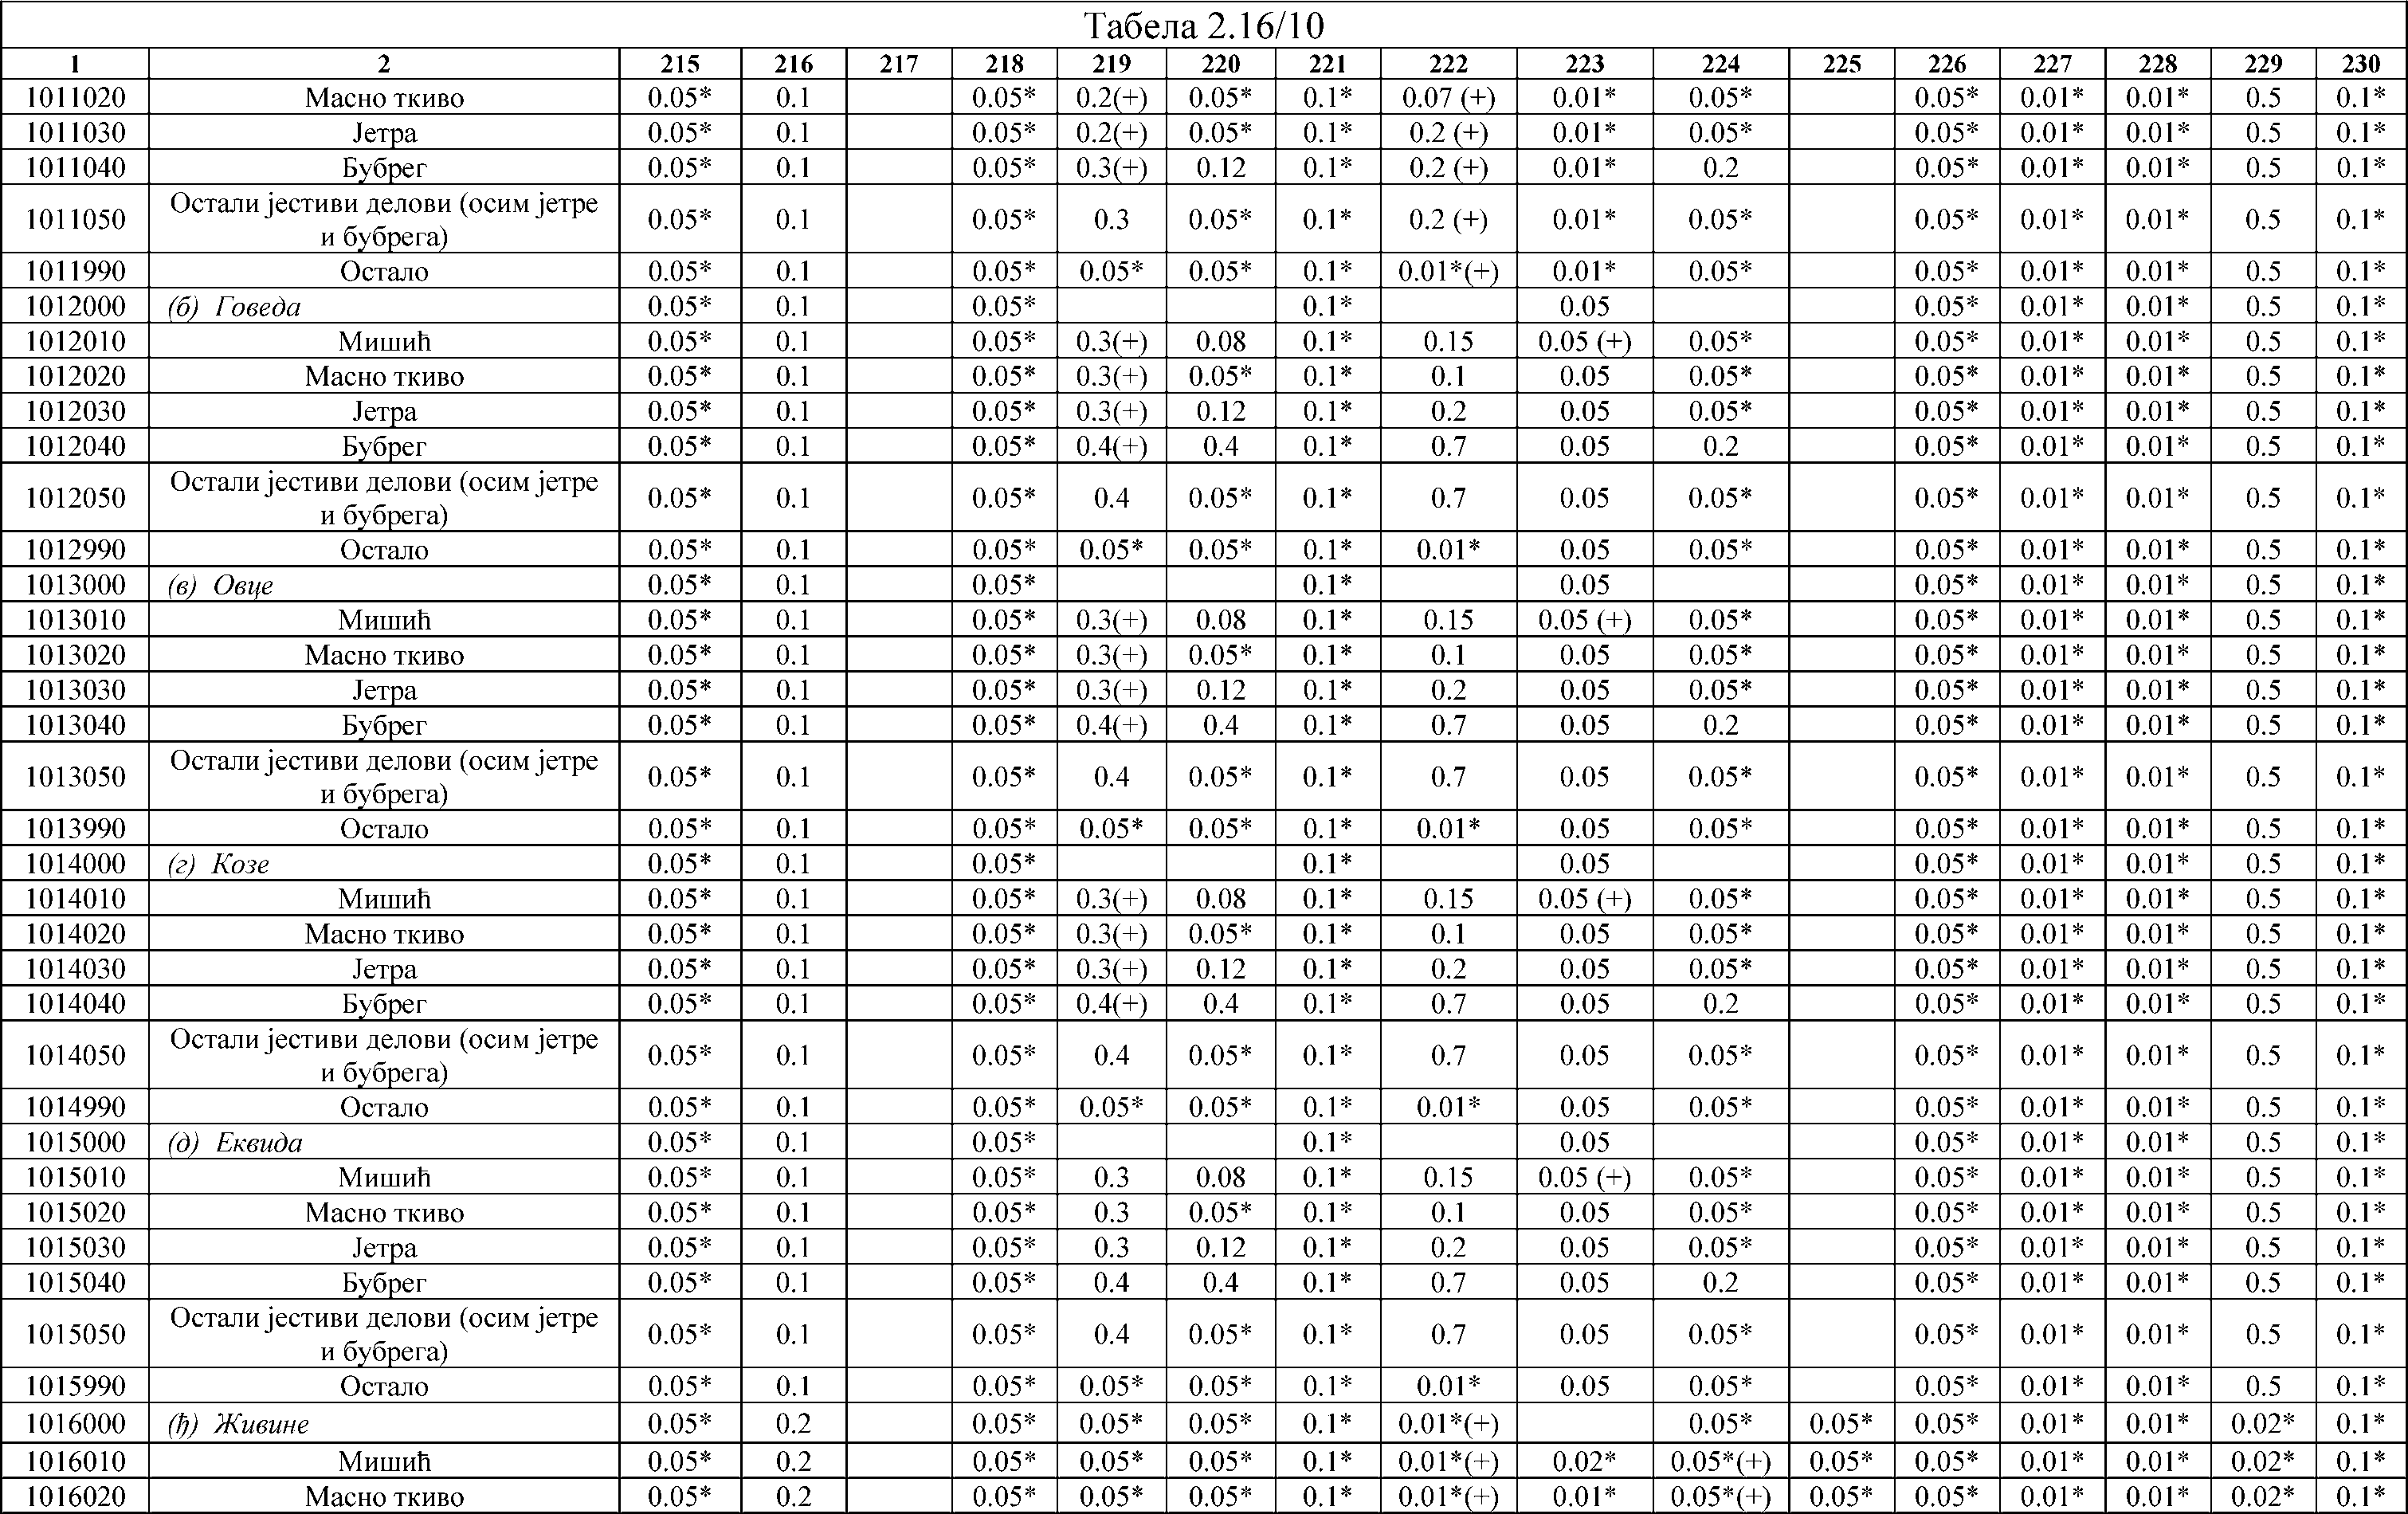 Табела 2.16/10
1 2 215 216 217 218 219 220 221 222 223 224 225 226 227 228 229 230
1011020 Масно ткиво 0.05* 0.1 0.05* 0.2(+) 0.05* 0.1* 0.07 (+) 0.01* 0.05* 0.05* 0.01* 0.01* 0.5 0.1*
1011030 Јетра 0.05* 0.1 0.05* 0.2(+) 0.05* 0.1* 0.2 (+) 0.01* 0.05* 0.05* 0.01* 0.01* 0.5 0.1*
1011040 Бубрег 0.05* 0.1 0.05* 0.3(+) 0.12 0.1* 0.2 (+) 0.01* 0.2 0.05* 0.01* 0.01* 0.5 0.1*
Остали јестиви делови (осим јетре
1011050 0.05* 0.1 0.05* 0.3 0.05* 0.1* 0.2 (+) 0.01* 0.05* 0.05* 0.01* 0.01* 0.5 0.1*
и бубрега)
1011990 Остало 0.05* 0.1 0.05* 0.05* 0.05* 0.1* 0.01*(+) 0.01* 0.05* 0.05* 0.01* 0.01* 0.5 0.1*
1012000 (б) Говеда 0.05* 0.1 0.05* 0.1* 0.05 0.05* 0.01* 0.01* 0.5 0.1*
1012010 Мишић 0.05* 0.1 0.05* 0.3(+) 0.08 0.1* 0.15 0.05 (+) 0.05* 0.05* 0.01* 0.01* 0.5 0.1*
1012020 Масно ткиво 0.05* 0.1 0.05* 0.3(+) 0.05* 0.1* 0.1 0.05 0.05* 0.05* 0.01* 0.01* 0.5 0.1*
1012030 Јетра 0.05* 0.1 0.05* 0.3(+) 0.12 0.1* 0.2 0.05 0.05* 0.05* 0.01* 0.01* 0.5 0.1*
1012040 Бубрег 0.05* 0.1 0.05* 0.4(+) 0.4 0.1* 0.7 0.05 0.2 0.05* 0.01* 0.01* 0.5 0.1*
Остали јестиви делови (осим јетре
1012050 0.05* 0.1 0.05* 0.4 0.05* 0.1* 0.7 0.05 0.05* 0.05* 0.01* 0.01* 0.5 0.1*
и бубрега)
1012990 Остало 0.05* 0.1 0.05* 0.05* 0.05* 0.1* 0.01* 0.05 0.05* 0.05* 0.01* 0.01* 0.5 0.1*
1013000 (в) Овце 0.05* 0.1 0.05* 0.1* 0.05 0.05* 0.01* 0.01* 0.5 0.1*
1013010 Мишић 0.05* 0.1 0.05* 0.3(+) 0.08 0.1* 0.15 0.05 (+) 0.05* 0.05* 0.01* 0.01* 0.5 0.1*
1013020 Масно ткиво 0.05* 0.1 0.05* 0.3(+) 0.05* 0.1* 0.1 0.05 0.05* 0.05* 0.01* 0.01* 0.5 0.1*
1013030 Јетра 0.05* 0.1 0.05* 0.3(+) 0.12 0.1* 0.2 0.05 0.05* 0.05* 0.01* 0.01* 0.5 0.1*
1013040 Бубрег 0.05* 0.1 0.05* 0.4(+) 0.4 0.1* 0.7 0.05 0.2 0.05* 0.01* 0.01* 0.5 0.1*
Остали јестиви делови (осим јетре
1013050 0.05* 0.1 0.05* 0.4 0.05* 0.1* 0.7 0.05 0.05* 0.05* 0.01* 0.01* 0.5 0.1*
и бубрега)
1013990 Остало 0.05* 0.1 0.05* 0.05* 0.05* 0.1* 0.01* 0.05 0.05* 0.05* 0.01* 0.01* 0.5 0.1*
1014000 (г) Козе 0.05* 0.1 0.05* 0.1* 0.05 0.05* 0.01* 0.01* 0.5 0.1*
1014010 Мишић 0.05* 0.1 0.05* 0.3(+) 0.08 0.1* 0.15 0.05 (+) 0.05* 0.05* 0.01* 0.01* 0.5 0.1*
1014020 Масно ткиво 0.05* 0.1 0.05* 0.3(+) 0.05* 0.1* 0.1 0.05 0.05* 0.05* 0.01* 0.01* 0.5 0.1*
1014030 Јетра 0.05* 0.1 0.05* 0.3(+) 0.12 0.1* 0.2 0.05 0.05* 0.05* 0.01* 0.01* 0.5 0.1*
1014040 Бубрег 0.05* 0.1 0.05* 0.4(+) 0.4 0.1* 0.7 0.05 0.2 0.05* 0.01* 0.01* 0.5 0.1*
Остали јестиви делови (осим јетре
1014050 0.05* 0.1 0.05* 0.4 0.05* 0.1* 0.7 0.05 0.05* 0.05* 0.01* 0.01* 0.5 0.1*
и бубрега)
1014990 Остало 0.05* 0.1 0.05* 0.05* 0.05* 0.1* 0.01* 0.05 0.05* 0.05* 0.01* 0.01* 0.5 0.1*
1015000 (д) Еквида 0.05* 0.1 0.05* 0.1* 0.05 0.05* 0.01* 0.01* 0.5 0.1*
1015010 Мишић 0.05* 0.1 0.05* 0.3 0.08 0.1* 0.15 0.05 (+) 0.05* 0.05* 0.01* 0.01* 0.5 0.1*
1015020 Масно ткиво 0.05* 0.1 0.05* 0.3 0.05* 0.1* 0.1 0.05 0.05* 0.05* 0.01* 0.01* 0.5 0.1*
1015030 Јетра 0.05* 0.1 0.05* 0.3 0.12 0.1* 0.2 0.05 0.05* 0.05* 0.01* 0.01* 0.5 0.1*
1015040 Бубрег 0.05* 0.1 0.05* 0.4 0.4 0.1* 0.7 0.05 0.2 0.05* 0.01* 0.01* 0.5 0.1*
Остали јестиви делови (осим јетре
1015050 0.05* 0.1 0.05* 0.4 0.05* 0.1* 0.7 0.05 0.05* 0.05* 0.01* 0.01* 0.5 0.1*
и бубрега)
1015990 Остало 0.05* 0.1 0.05* 0.05* 0.05* 0.1* 0.01* 0.05 0.05* 0.05* 0.01* 0.01* 0.5 0.1*
1016000 (ђ) Живине 0.05* 0.2 0.05* 0.05* 0.05* 0.1* 0.01*(+) 0.05* 0.05* 0.05* 0.01* 0.01* 0.02* 0.1*
1016010 Мишић 0.05* 0.2 0.05* 0.05* 0.05* 0.1* 0.01*(+) 0.02* 0.05*(+) 0.05* 0.05* 0.01* 0.01* 0.02* 0.1*
1016020 Масно ткиво 0.05* 0.2 0.05* 0.05* 0.05* 0.1* 0.01*(+) 0.01* 0.05*(+) 0.05* 0.05* 0.01* 0.01* 0.02* 0.1*